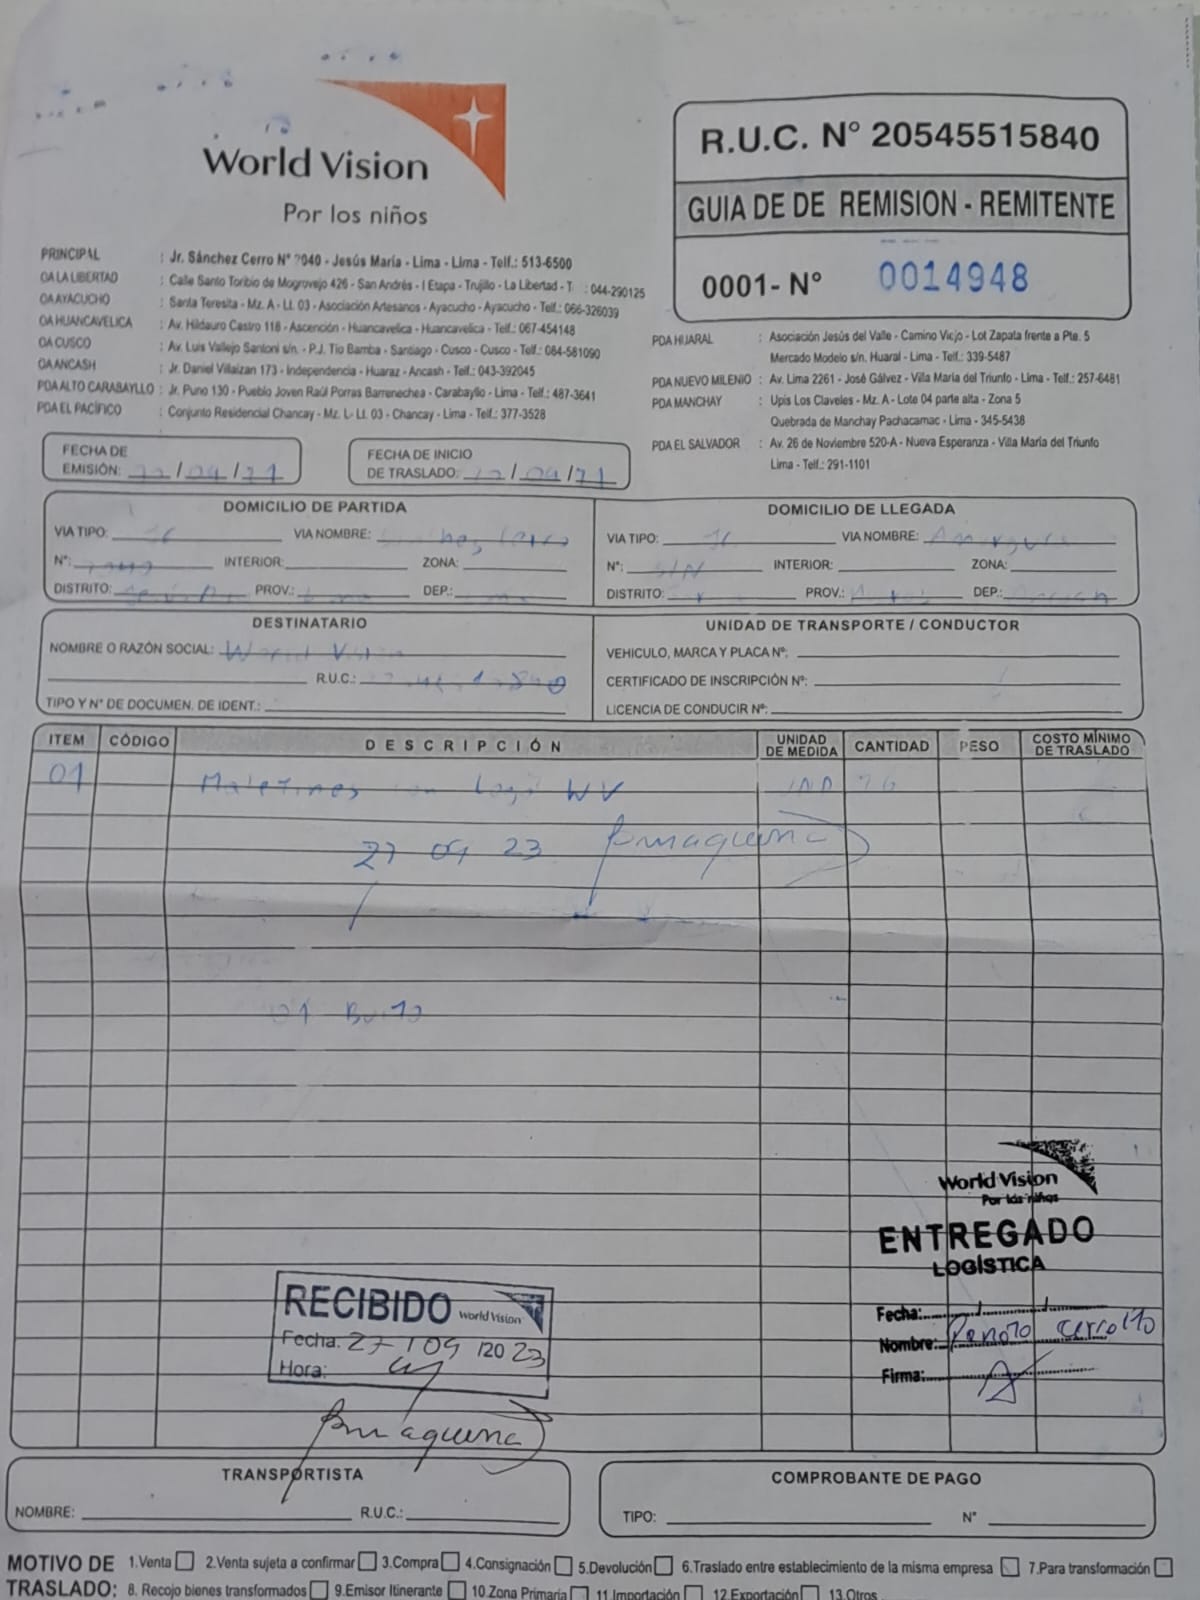 World Vision
Por los niños
R.U.C. N° 20545515840
GUIA DE DE REMISION - REMITENTE
0001- N° 0014948
PRINCIPAL : Jr. Sánchez Cerro N° 2040 - Jesús María - Lima - Lima - Telf.: 513-6500
OA LA LIBERTAD : Calle Santo Toribio de Mogrovejo 426 - San Andrés - I Etapa - Trujillo - La Libertad - T : 044-290125
OA AYACUCHO : Santa Teresita - Mz. A - Lt. 03 - Asociación Artesanos - Ayacucho - Ayacucho - Telf.: 066-326039
OA HUANCAVELICA : Av. Hildauro Castro 118 - Ascención - Huancavelica - Huancavelica - Telf.: 067-454148
OA CUSCO : Av. Luis Vallejo Santoni s/n. - P.J. Tio Bamba - Santiago - Cusco - Cusco - Telf.: 084-581090
OA ANCASH : Jr. Daniel Villaizan 173 - Independencia - Huaraz - Ancash - Telf.: 043-392045
PDA ALTO CARABAYLLO : Jr. Puno 130 - Pueblo Joven Raúl Porras Barrenechea - Carabayllo - Lima - Telf.: 487-3641
PDA EL PACÍFICO : Conjunto Residencial Chancay - Mz. L- Lt. 03 - Chancay - Lima - Telf.: 377-3528
PDA HUARAL : Asociación Jesús del Valle - Camino Viejo - Lot Zapata frente a Pte. 5
Mercado Modelo s/n. Huaral - Lima - Telf.: 339-5487
PDA NUEVO MILENIO : Av. Lima 2261 - José Gálvez - Villa María del Triunfo - Lima - Telf.: 257-6481
PDA MANCHAY : Upis Los Claveles - Mz. A - Lote 04 parte alta - Zona 5
Quebrada de Manchay Pachacamac - Lima - 345-5438
PDA EL SALVADOR : Av. 26 de Noviembre 520-A - Nueva Esperanza - Villa María del Triunfo
Lima - Telf.: 291-1101
FECHA DE
EMISIÓN: / 04 /
FECHA DE INICIO
DE TRASLADO: / 04 /
DOMICILIO DE PARTIDA
VIA TIPO: VIA NOMBRE:
N°: INTERIOR: ZONA:
DISTRITO: PROV.: DEP.:
DOMICILIO DE LLEGADA
VIA TIPO: VIA NOMBRE:
N°: S/N INTERIOR: ZONA:
DISTRITO: PROV.: DEP.:
DESTINATARIO
NOMBRE O RAZÓN SOCIAL: World Vision
R.U.C.:
TIPO Y N° DE DOCUMEN. DE IDENT.:
UNIDAD DE TRANSPORTE / CONDUCTOR
VEHICULO, MARCA Y PLACA N°:
CERTIFICADO DE INSCRIPCIÓN N°:
LICENCIA DE CONDUCIR N°:
ITEM CÓDIGO DESCRIPCIÓN UNIDAD DE MEDIDA CANTIDAD PESO COSTO MÍNIMO DE TRASLADO
01 Maletines con Logo WV UND
27 09 23
01 Bulto
World Vision
Por los niños
ENTREGADO
LOGÍSTICA
Fecha: / /
Nombre:
Firma:
RECIBIDO World Vision
Fecha. 27 / 09 / 2023
Hora:
TRANSPORTISTA
NOMBRE: R.U.C.:
COMPROBANTE DE PAGO
TIPO: N°
MOTIVO DE 1.Venta 2.Venta sujeta a confirmar 3.Compra 4.Consignación 5.Devolución 6.Traslado entre establecimiento de la misma empresa 7.Para transformación
TRASLADO: 8. Recojo bienes transformados 9.Emisor Itinerante 10.Zona Primaria 11.Importación 12.Exportación 13.Otros